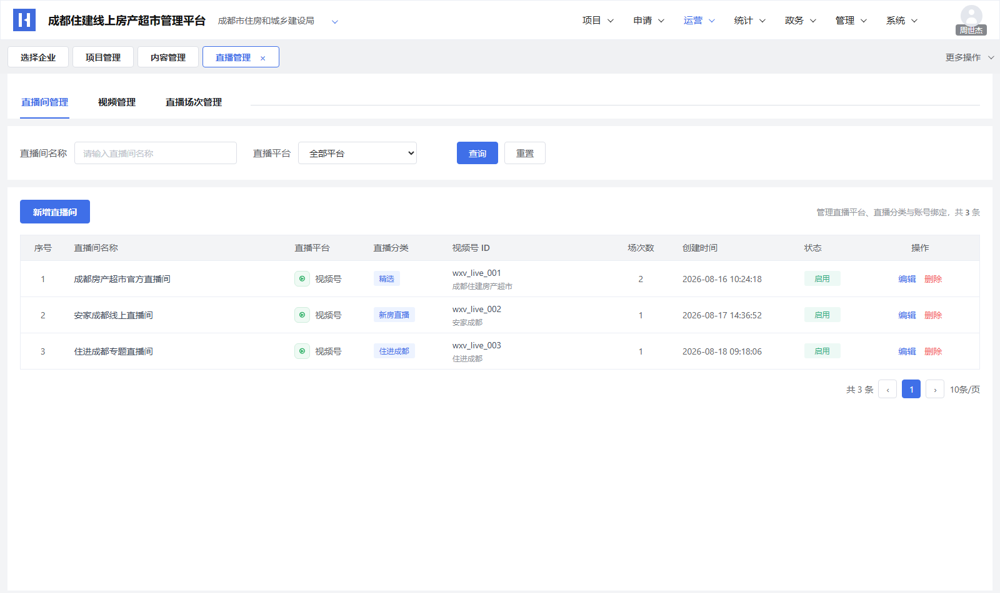 成都住建线上房产超市管理平台 成都市住房和城乡建设局 项目 申请 运营 统计 政务 管理 系统
周世杰
选择企业 项目管理 内容管理 直播管理 × 更多操作
直播间管理 视频管理 直播场次管理
直播间名称 请输入直播间名称 直播平台 全部平台 查询 重置
新增直播间 管理直播平台、直播分类与账号绑定，共 3 条
序号 直播间名称 直播平台 直播分类 视频号 ID 场次数 创建时间 状态 操作
1 成都房产超市官方直播间 视频号 精选 wxv_live_001 2 2026-08-16 10:24:18 启用 编辑 删除
成都住建房产超市
2 安家成都线上直播间 视频号 新房直播 wxv_live_002 1 2026-08-17 14:36:52 启用 编辑 删除
安家成都
3 住进成都专题直播间 视频号 住进成都 wxv_live_003 1 2026-08-18 09:18:06 启用 编辑 删除
住进成都
共 3 条 ‹ 1 › 10条/页